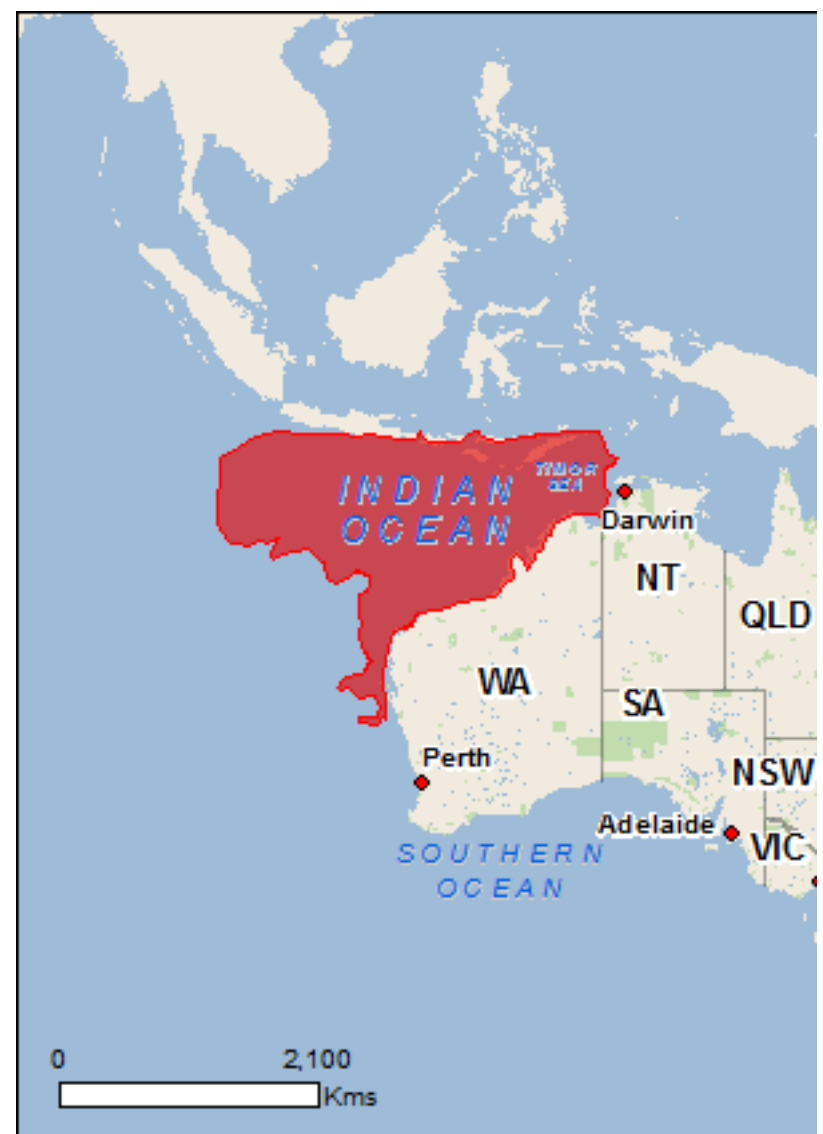 TIMOR
SEA
INDIAN
OCEAN
Darwin
NT
QLD
WA
SA
Perth
NSW
Adelaide
VIC
SOUTHERN
OCEAN
0 2,100
Kms